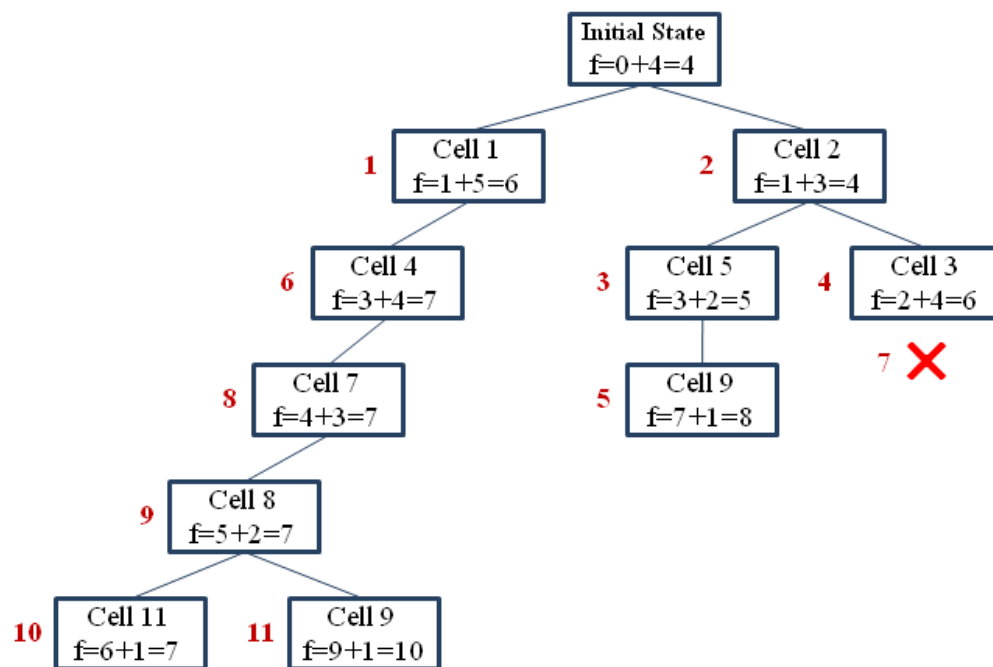 Initial State
f=0+4=4
1
Cell 1
f=1+5=6
2
Cell 2
f=1+3=4
6
Cell 4
f=3+4=7
3
Cell 5
f=3+2=5
4
Cell 3
f=2+4=6
7
8
Cell 7
f=4+3=7
5
Cell 9
f=7+1=8
9
Cell 8
f=5+2=7
10
Cell 11
f=6+1=7
11
Cell 9
f=9+1=10